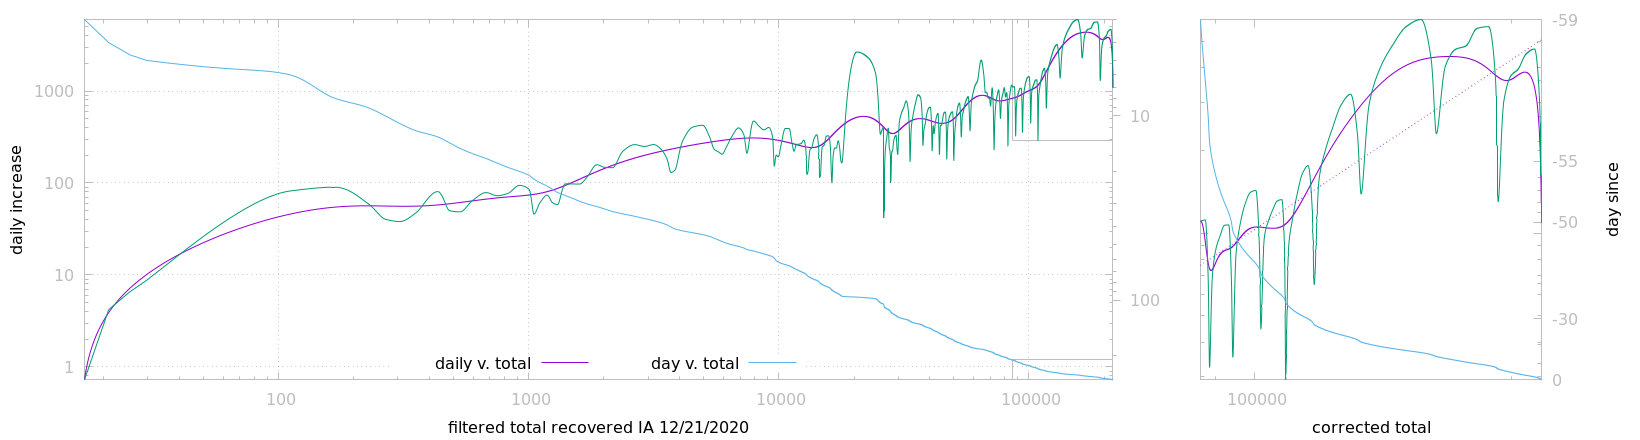 daily increase
1000
100
10
1
100
1000
10000
100000
daily v. total
day v. total
filtered total recovered IA 12/21/2020
10
100
-59
-55
-50
-30
0
day since
100000
corrected total